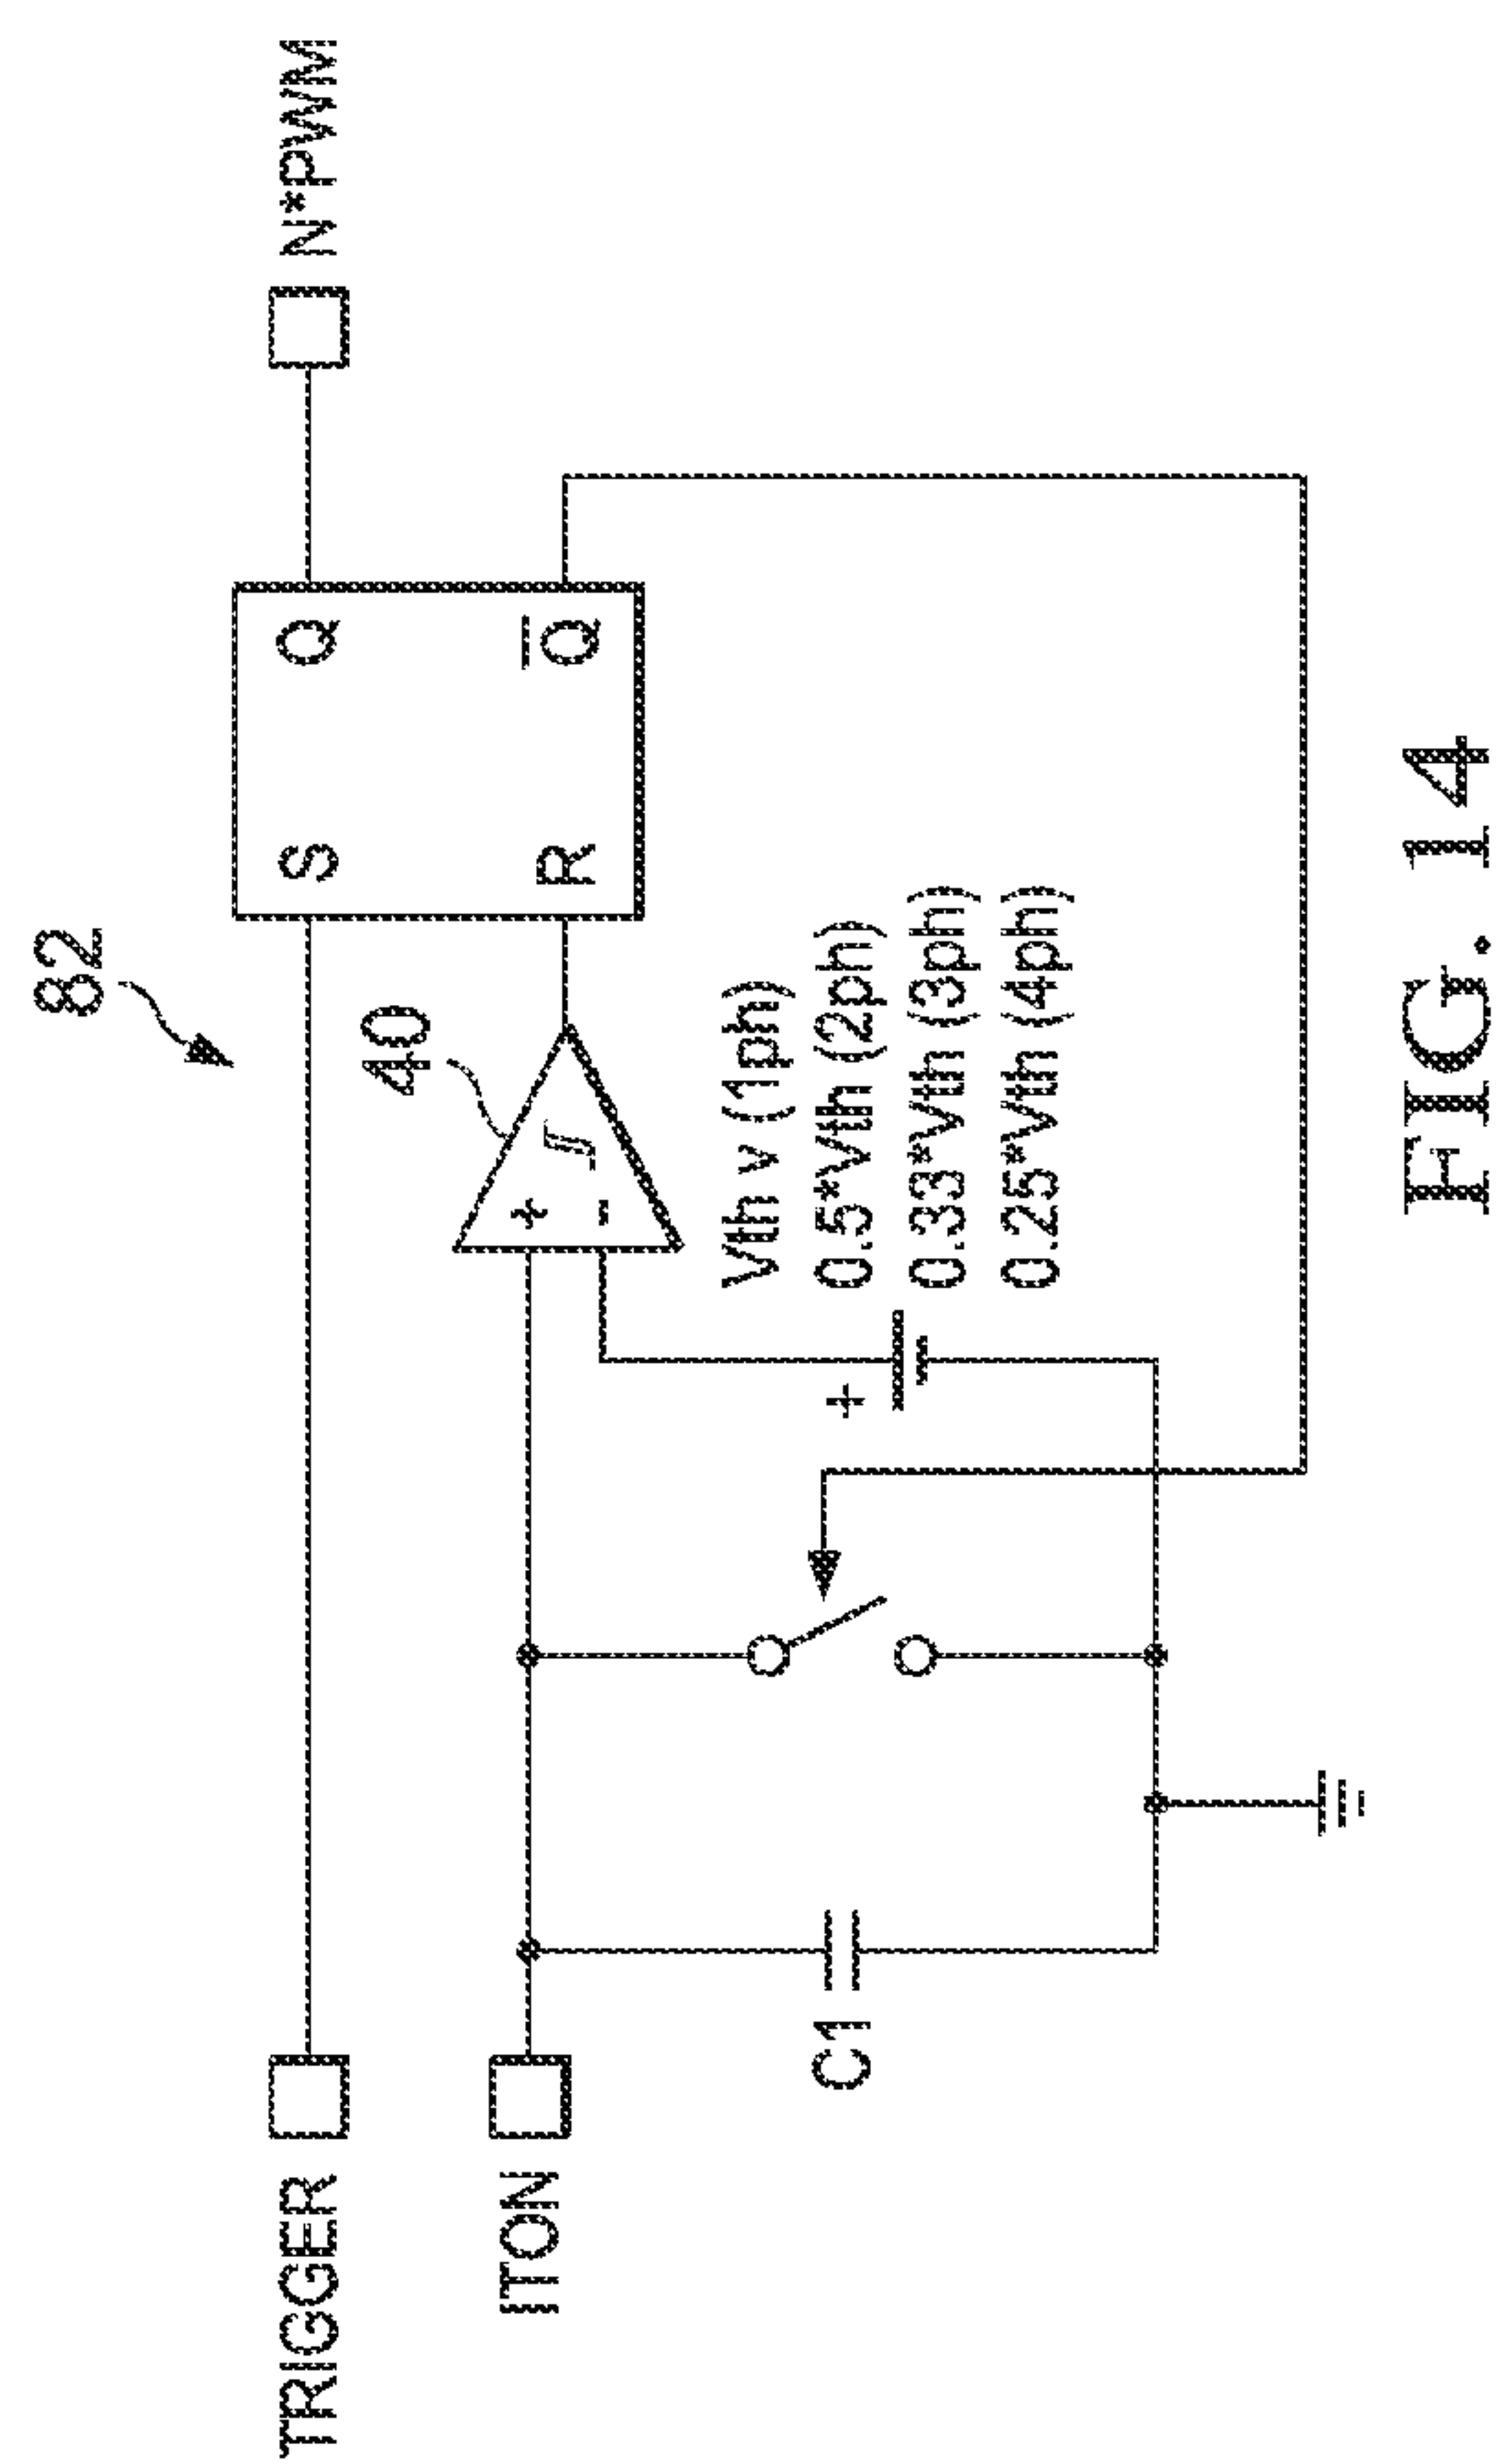 82
TRIGGER
S
Q
N*PWM
40
ITON
+
-
R
Q
Vth v (1ph)
0.5*Vth (2ph)
0.33*Vth (3ph)
0.25*Vth (4ph)
+
C1
FIG. 14